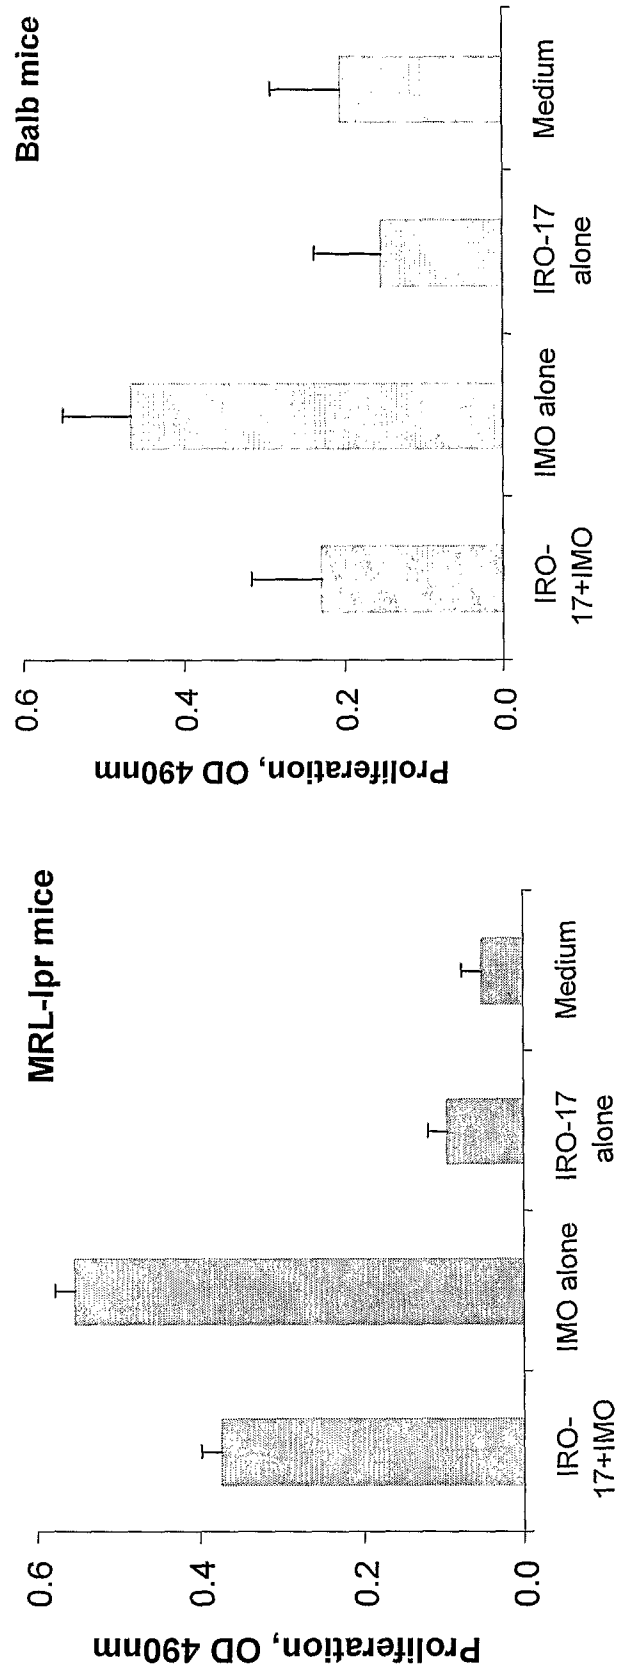 MRL-lpr mice
Proliferation, OD 490nm
0.6
0.4
0.2
0.0
IRO-
17+IMO
IMO alone
IRO-17
alone
Medium
Balb mice
Proliferation, OD 490nm
0.6
0.4
0.2
0.0
IRO-
17+IMO
IMO alone
IRO-17
alone
Medium